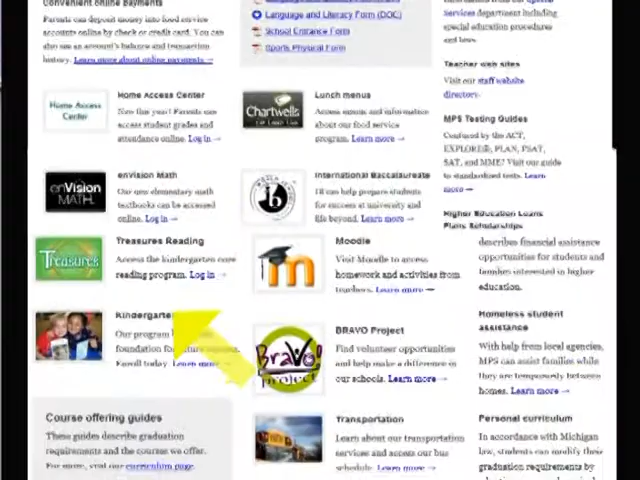 Convenient online payments
Parents can deposit money into food service
accounts online by check or credit card. You can
also use an account's balance and transaction
history. Learn more about online payments. →
Home Access
Center
Home Access Center
New this year! Parents can
access student grades and
attendance online. Log in →
enVision
MATH
enVision Math
Our new elementary math
textbooks can be accessed
online. Log in →
Treasures
Treasures Reading
Access the kindergarten core
reading program. Log in →
Our program
foundation for
Enroll today. Learn more →
Course offering guides
These guides describe graduation
requirements and the courses we offer.
For more, visit our curriculum page.
Language and Literacy Form (DOC)
School Entrance Form
Sports Physical Form
Chartwells
Lunch menus
Access menus and information
about our food service
program. Learn more →
International Baccalaureate
IB can help prepare students
for success at university and
life beyond. Learn more →
Moodle
Visit Moodle to access
homework and activities from
teachers. Learn more →
BRAVO!
project
BRAVO Project
Find volunteer opportunities
and help make a difference in
our schools. Learn more →
Transportation
Learn about our transportation
services and access our bus
schedule. Learn more →
services department including
special education procedures
and laws.
Teacher web sites
Visit our staff website
directory.
MPS Testing Guides
Confused by the ACT,
EXPLORE, PLAN, PSAT,
SAT, and MME? Visit our guide
to standardized tests. Learn
more →
Higher Education Loans
Plans Scholarships
describes financial assistance
opportunities for students and
families interested in higher
education.
Homeless student
assistance
With help from local agencies,
MPS can assist families while
they are temporarily between
homes. Learn more →
Personal curriculum
In accordance with Michigan
law, students can modify their
graduation requirements by